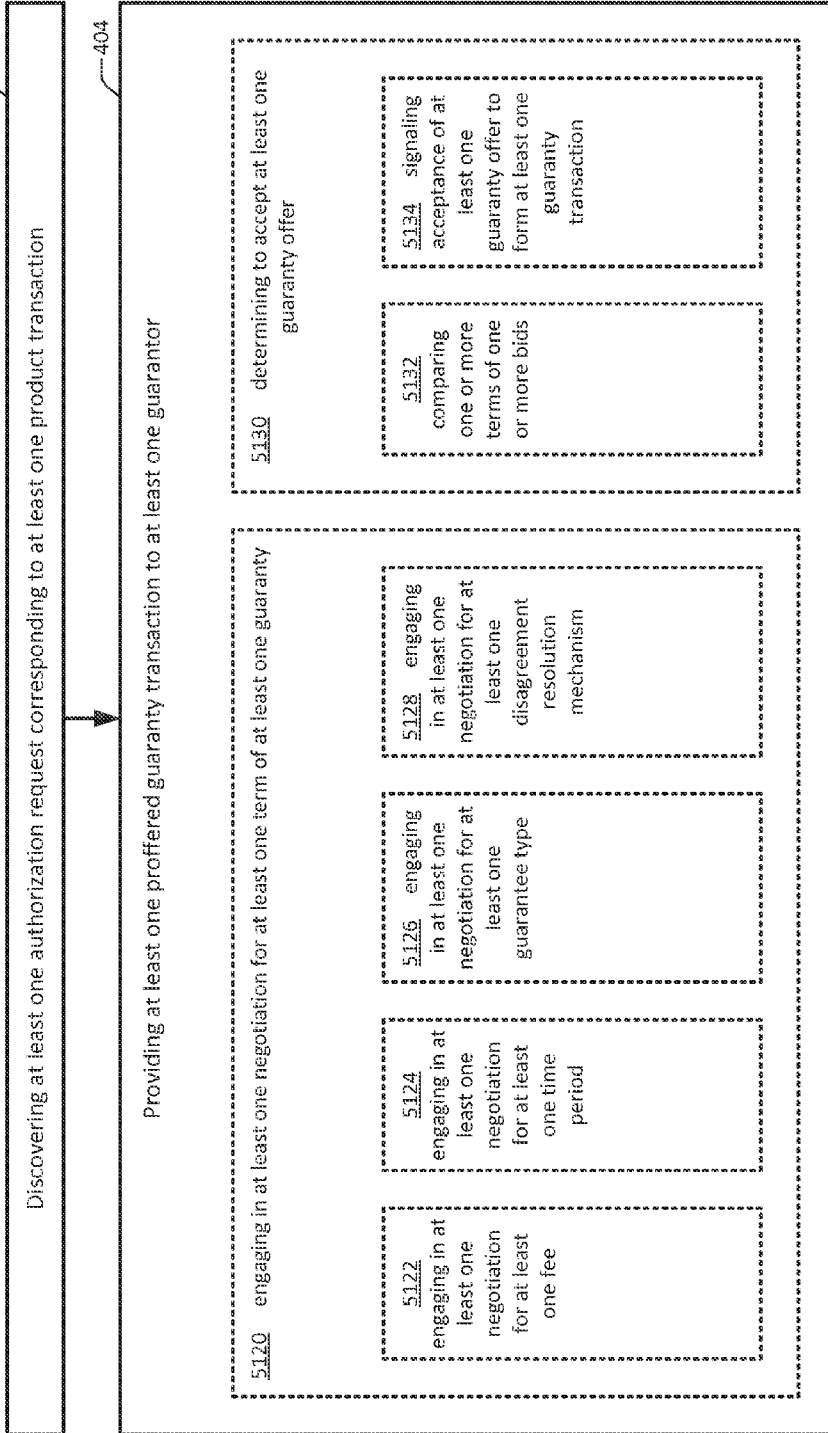 Discovering at least one authorization request corresponding to at least one product transaction
404
Providing at least one proffered guaranty transaction to at least one guarantor
5120 engaging in at least one negotiation for at least one term of at least one guaranty
5122
engaging in at
least one
negotiation
for at least
one fee
5124
engaging in at
least one
negotiation
for at least
one time
period
5126 engaging
in at least one
negotiation for at
least one
guarantee type
5128 engaging
in at least one
negotiation for at
least one
disagreement
resolution
mechanism
5130 determining to accept at least one
guaranty offer
5132
comparing
one or more
terms of one
or more bids
5134 signaling
acceptance of at
least one
guaranty offer to
form at least one
guaranty
transaction